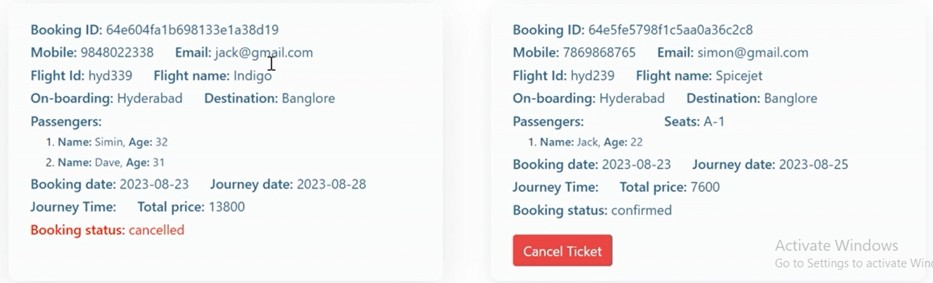 Booking ID: 64e604fa1b698133e1a38d19
Mobile: 9848022338 Email: jack@gmail.com
Flight Id: hyd339 Flight name: Indigo
On-boarding: Hyderabad Destination: Banglore
Passengers:
1. Name: Simin, Age: 32
2. Name: Dave, Age: 31
Booking date: 2023-08-23 Journey date: 2023-08-28
Journey Time: Total price: 13800
Booking status: cancelled
Booking ID: 64e5fe5798f1c5aa0a36c2c8
Mobile: 7869868765 Email: simon@gmail.com
Flight Id: hyd239 Flight name: Spicejet
On-boarding: Hyderabad Destination: Banglore
Passengers: Seats: A-1
1. Name: Jack, Age: 22
Booking date: 2023-08-23 Journey date: 2023-08-25
Journey Time: Total price: 7600
Booking status: confirmed
Cancel Ticket
Activate Windows
Go to Settings to activate